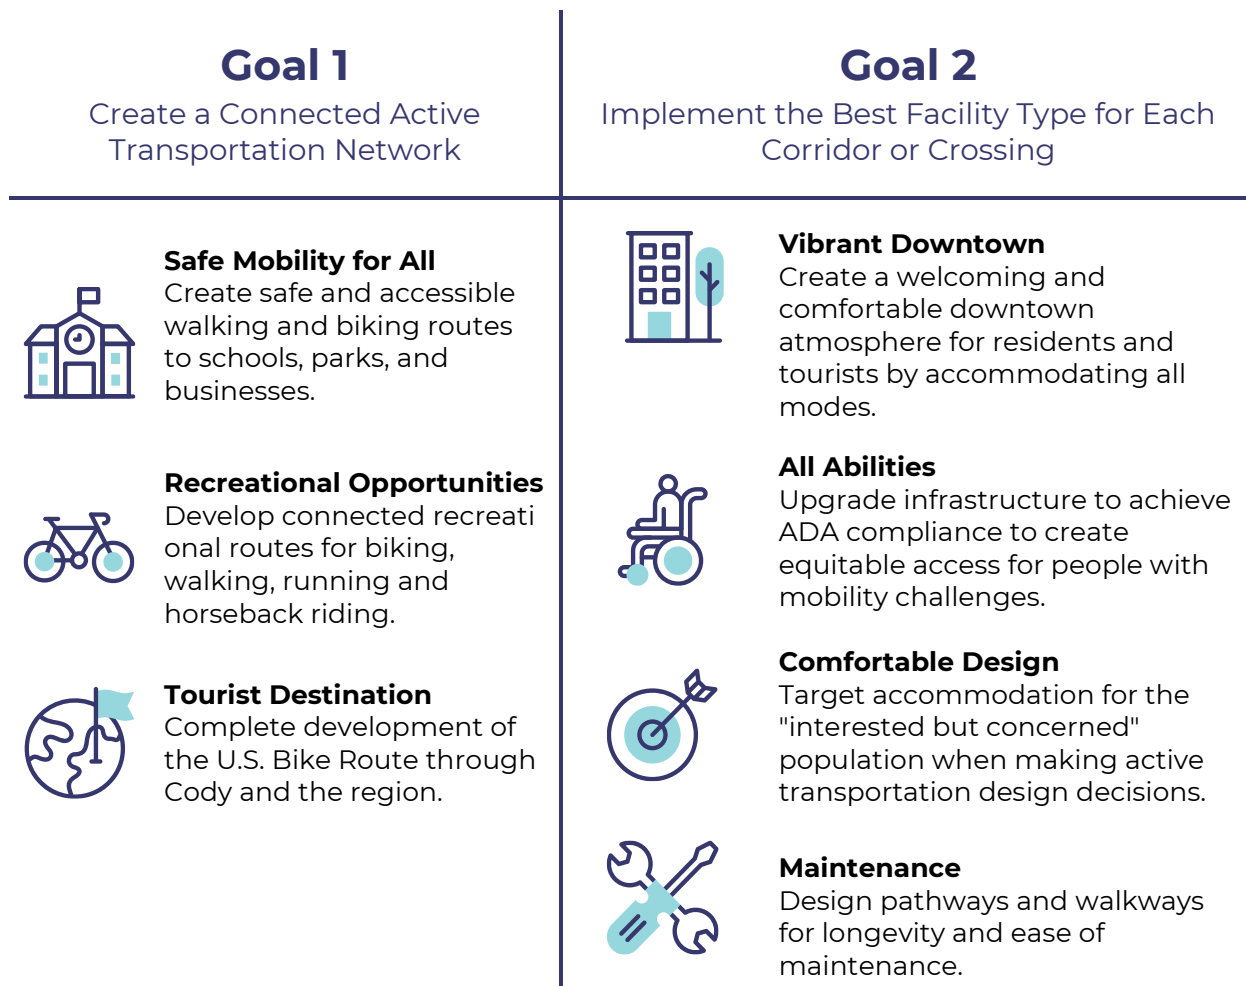 Goal 1
Create a Connected Active
Transportation Network
Safe Mobility for All
Create safe and accessible
walking and biking routes
to schools, parks, and
businesses.
Recreational Opportunities
Develop connected recreati
onal routes for biking,
walking, running and
horseback riding.
Tourist Destination
Complete development of
the U.S. Bike Route through
Cody and the region.
Goal 2
Implement the Best Facility Type for Each
Corridor or Crossing
Vibrant Downtown
Create a welcoming and
comfortable downtown
atmosphere for residents and
tourists by accommodating all
modes.
All Abilities
Upgrade infrastructure to achieve
ADA compliance to create
equitable access for people with
mobility challenges.
Comfortable Design
Target accommodation for the
"interested but concerned"
population when making active
transportation design decisions.
Maintenance
Design pathways and walkways
for longevity and ease of
maintenance.